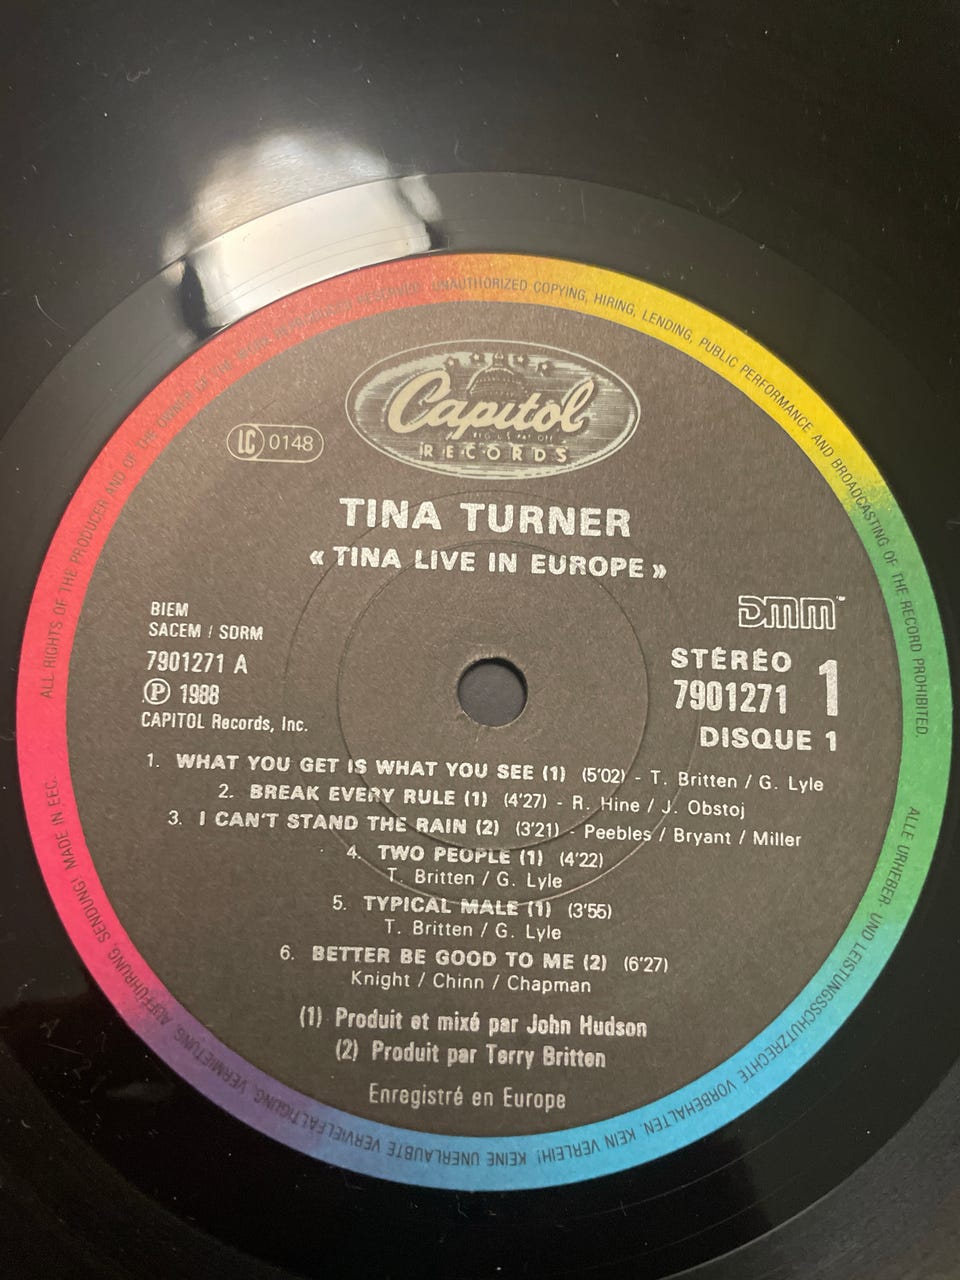 ALL RIGHTS OF THE PRODUCER AND OF THE OWNER OF THE WORK REPRODUCED RESERVED. UNAUTHORIZED COPYING, HIRING, LENDING, PUBLIC PERFORMANCE AND BROADCASTING OF THE RECORD PROHIBITED.
Capitol
REG. U.S. PAT. OFF.
RECORDS
LC 0148
TINA TURNER
« TINA LIVE IN EUROPE »
DMM™
BIEM
SACEM / SDRM
7901271 A
Ⓟ 1988
CAPITOL Records, Inc.
STÉRÉO 1
7901271
DISQUE 1
1. WHAT YOU GET IS WHAT YOU SEE (1) (5'02) - T. Britten / G. Lyle
2. BREAK EVERY RULE (1) (4'27) - R. Hine / J. Obstoj
3. I CAN'T STAND THE RAIN (2) (3'21) - Peebles / Bryant / Miller
4. TWO PEOPLE (1) (4'22)
T. Britten / G. Lyle
5. TYPICAL MALE (1) (3'55)
T. Britten / G. Lyle
6. BETTER BE GOOD TO ME (2) (6'27)
Knight / Chinn / Chapman
(1) Produit et mixé par John Hudson
(2) Produit par Terry Britten
Enregistré en Europe
ALLE URHEBER- UND LEISTUNGSSCHUTZRECHTE VORBEHALTEN. KEIN VERLEIH! KEINE UNERLAUBTE VERVIELFÄLTIGUNG, VERMIETUNG, AUFFÜHRUNG, SENDUNG! MADE IN EEC.